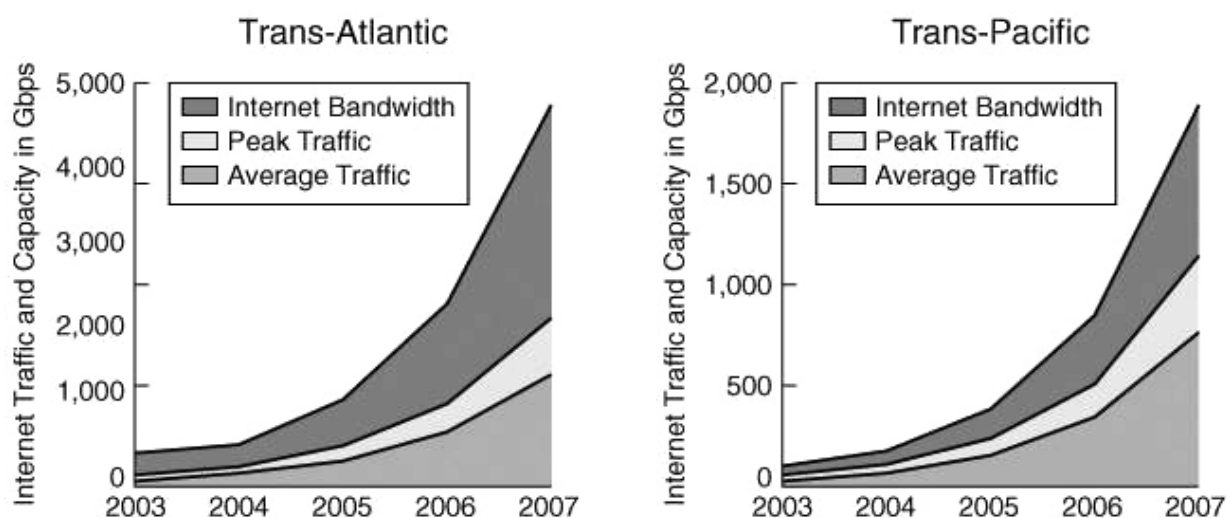 Trans-Atlantic
Internet Traffic and Capacity in Gbps
5,000
4,000
3,000
2,000
1,000
0
Internet Bandwidth
Peak Traffic
Average Traffic
2003 2004 2005 2006 2007
Trans-Pacific
Internet Traffic and Capacity in Gbps
2,000
1,500
1,000
500
0
Internet Bandwidth
Peak Traffic
Average Traffic
2003 2004 2005 2006 2007